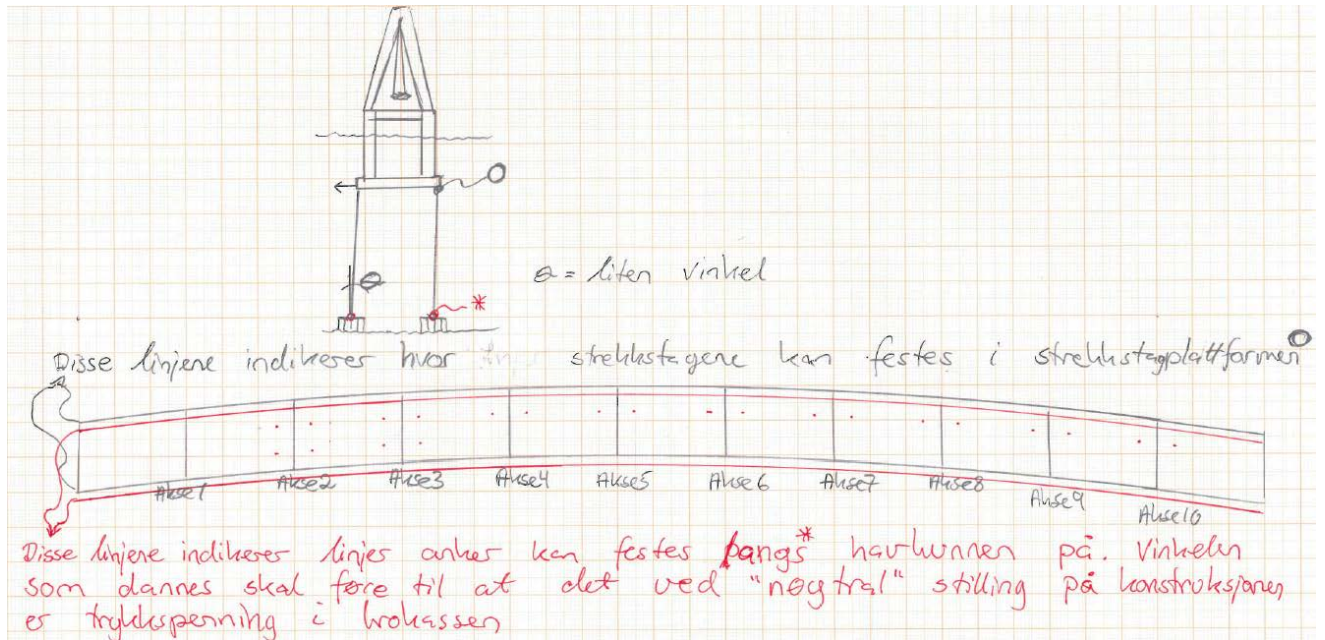 θ = liten vinkel
*
Disse linjene indikerer hvor strekkstagene kan festes i strekkstagplattformen
Akse1 Akse2 Akse3 Akse4 Akse5 Akse6 Akse7 Akse8 Akse9 Akse10
Disse linjene indikerer linjes anker kan festes langs* havbunnen på. Vinkelen
som dannes skal føre til at det ved "nøytral" stilling på konstruksjonen
er trykkspenning i brokassen